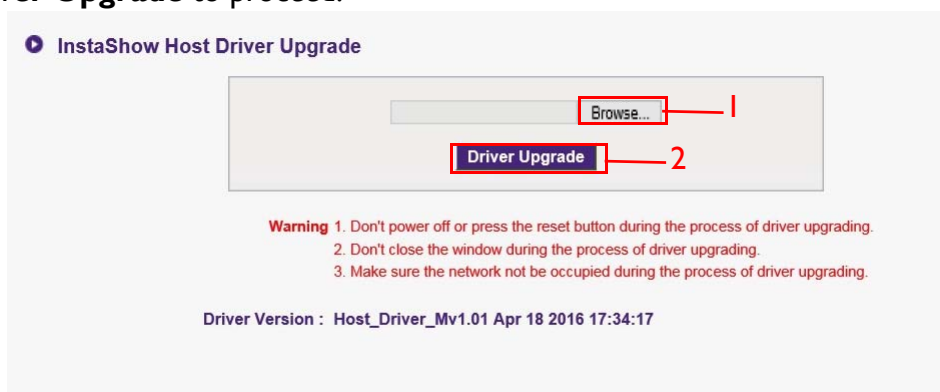 er Upgrade to process.
InstaShow Host Driver Upgrade
Browse... 1
Driver Upgrade 2
Warning 1. Don't power off or press the reset button during the process of driver upgrading.
2. Don't close the window during the process of driver upgrading.
3. Make sure the network not be occupied during the process of driver upgrading.
Driver Version : Host_Driver_Mv1.01 Apr 18 2016 17:34:17